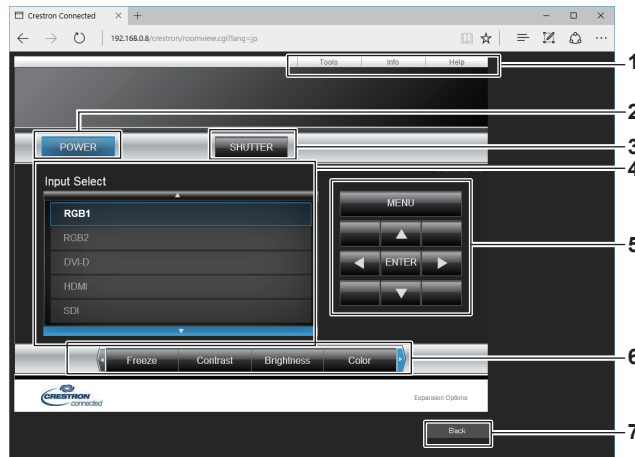 Crestron Connected
192.168.0.8/crestron/roomview.cgi?lang=jp
Tools Info Help
1
2
POWER
SHUTTER
3
4
Input Select
RGB1
RGB2
DVI-D
HDMI
SDI
MENU
ENTER
5
Freeze Contrast Brightness Color
6
CRESTRON
connected
Expansion Options
Back
7